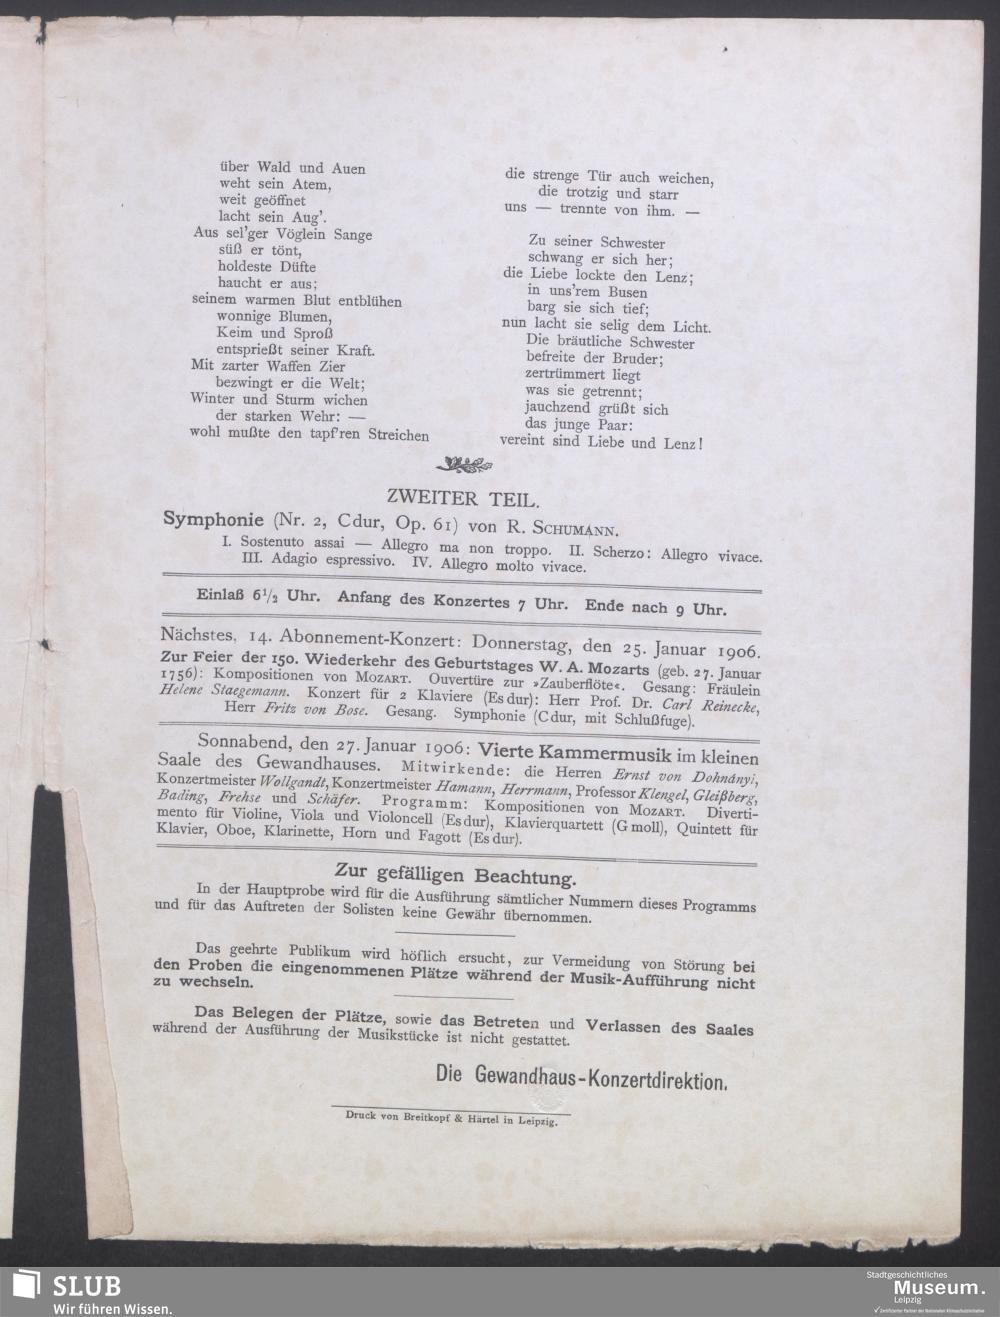 über Wald und Auen
weht sein Atem,
weit geöffnet
lacht sein Aug'.
Aus sel'ger Vöglein Sange
süß er tönt,
holdeste Düfte
haucht er aus;
seinem warmen Blut entblühen
wonnige Blumen,
Keim und Sproß
entsprießt seiner Kraft.
Mit zarter Waffen Zier
bezwingt er die Welt;
Winter und Sturm wichen
der starken Wehr: —
wohl mußte den tapf'ren Streichen
die strenge Tür auch weichen,
die trotzig und starr
uns — trennte von ihm. —
Zu seiner Schwester
schwang er sich her;
die Liebe lockte den Lenz;
in uns'rem Busen
barg sie sich tief;
nun lacht sie selig dem Licht.
Die bräutliche Schwester
befreite der Bruder;
zertrümmert liegt
was sie getrennt;
jauchzend grüßt sich
das junge Paar:
vereint sind Liebe und Lenz!
ZWEITER TEIL.
Symphonie (Nr. 2, Cdur, Op. 61) von R. SCHUMANN.
I. Sostenuto assai — Allegro ma non troppo. II. Scherzo: Allegro vivace.
III. Adagio espressivo. IV. Allegro molto vivace.
Einlaß 6½ Uhr. Anfang des Konzertes 7 Uhr. Ende nach 9 Uhr.
Nächstes, 14. Abonnement-Konzert: Donnerstag, den 25. Januar 1906.
Zur Feier der 150. Wiederkehr des Geburtstages W. A. Mozarts (geb. 27. Januar
1756): Kompositionen von MOZART. Ouvertüre zur »Zauberflöte«. Gesang: Fräulein
Helene Staegemann. Konzert für 2 Klaviere (Esdur): Herr Prof. Dr. Carl Reinecke,
Herr Fritz von Bose. Gesang. Symphonie (Cdur, mit Schlußfuge).
Sonnabend, den 27. Januar 1906: Vierte Kammermusik im kleinen
Saale des Gewandhauses. Mitwirkende: die Herren Ernst von Dohnányi,
Konzertmeister Wollgandt, Konzertmeister Hamann, Herrmann, Professor Klengel, Gleißberg,
Bading, Frehse und Schäfer. Programm: Kompositionen von MOZART. Diverti-
mento für Violine, Viola und Violoncell (Esdur), Klavierquartett (Gmoll), Quintett für
Klavier, Oboe, Klarinette, Horn und Fagott (Esdur).
Zur gefälligen Beachtung.
In der Hauptprobe wird für die Ausführung sämtlicher Nummern dieses Programms
und für das Auftreten der Solisten keine Gewähr übernommen.
Das geehrte Publikum wird höflich ersucht, zur Vermeidung von Störung bei
den Proben die eingenommenen Plätze während der Musik-Aufführung nicht
zu wechseln.
Das Belegen der Plätze, sowie das Betreten und Verlassen des Saales
während der Ausführung der Musikstücke ist nicht gestattet.
Die Gewandhaus-Konzertdirektion.
Druck von Breitkopf & Härtel in Leipzig.
SLUB
Wir führen Wissen.
Stadtgeschichtliches
Museum.
Leipzig
Zertifizierter Partner der Nationalen Klimaschutzinitiative